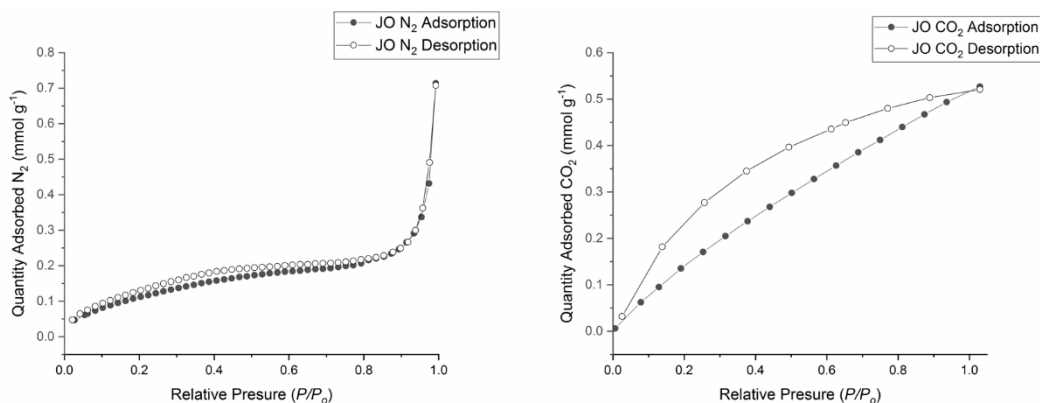 JO N2 Adsorption
JO N2 Desorption
Quantity Adsorbed N2 (mmol g-1)
0.8
0.7
0.6
0.5
0.4
0.3
0.2
0.1
0.0
0.0 0.2 0.4 0.6 0.8 1.0
Relative Presure (P/Po)
JO CO2 Adsorption
JO CO2 Desorption
Quantity Adsorbed CO2 (mmol g-1)
0.6
0.5
0.4
0.3
0.2
0.1
0.0
0.0 0.2 0.4 0.6 0.8 1.0
Relative Presure (P/Po)